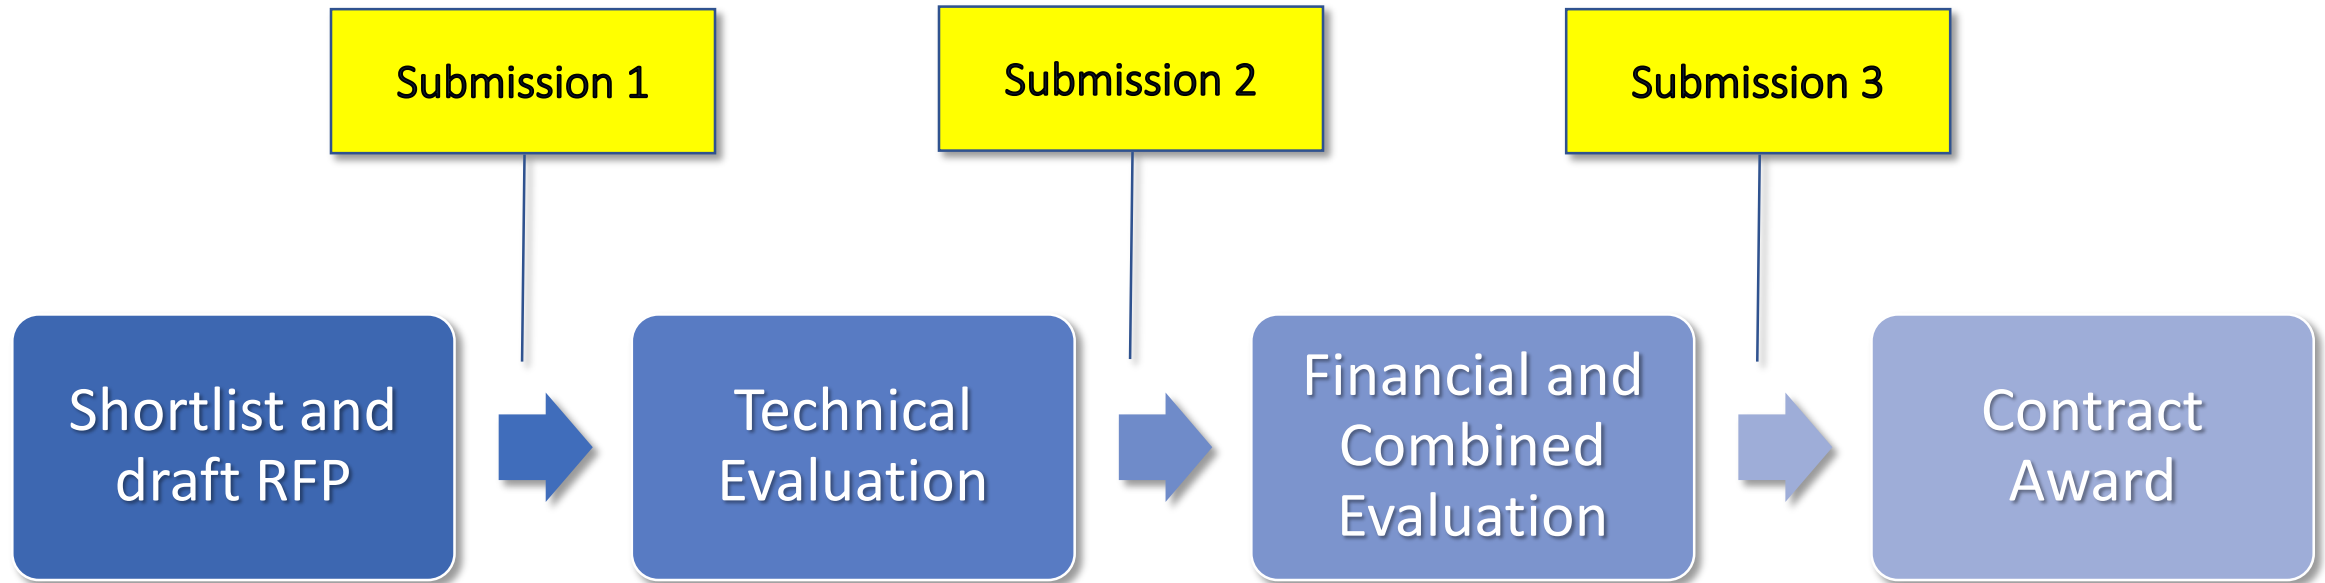 Submission 1
Submission 2
Submission 3
Shortlist and
draft RFP
Technical
Evaluation
Financial and
Combined
Evaluation
Contract
Award